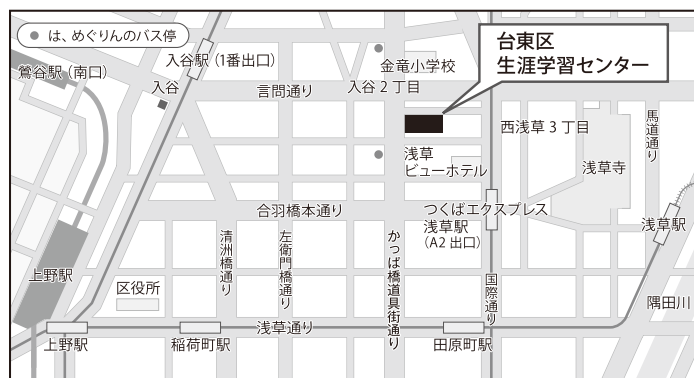 は、めぐりんのバス停
台東区
生涯学習センター
入谷駅（1番出口）
金竜小学校
鶯谷駅（南口）
入谷
言問通り
入谷2丁目
馬道通り
西浅草3丁目
浅草
ビューホテル
浅草寺
合羽橋本通り
つくばエクスプレス
浅草駅
（A2出口）
浅草駅
清洲橋通り
左衛門橋通り
かっぱ橋道具街通り
国際通り
上野駅
区役所
隅田川
浅草通り
上野駅
稲荷町駅
田原町駅